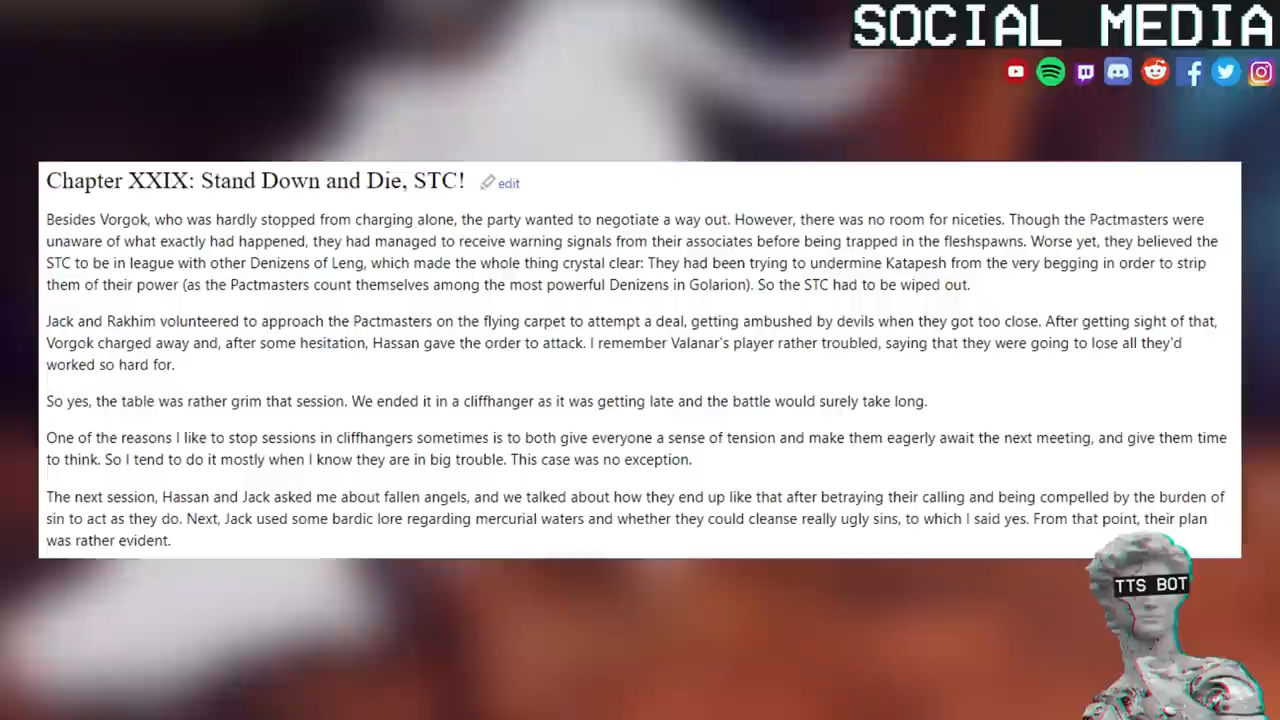 SOCIAL MEDIA
Chapter XXIX: Stand Down and Die, STC! edit
Besides Vorgok, who was hardly stopped from charging alone, the party wanted to negotiate a way out. However, there was no room for niceties. Though the Pactmasters were
unaware of what exactly had happened, they had managed to receive warning signals from their associates before being trapped in the fleshspawns. Worse yet, they believed the
STC to be in league with other Denizens of Leng, which made the whole thing crystal clear: They had been trying to undermine Katapesh from the very begging in order to strip
them of their power (as the Pactmasters count themselves among the most powerful Denizens in Golarion). So the STC had to be wiped out.
Jack and Rakhim volunteered to approach the Pactmasters on the flying carpet to attempt a deal, getting ambushed by devils when they got too close. After getting sight of that,
Vorgok charged away and, after some hesitation, Hassan gave the order to attack. I remember Valanar's player rather troubled, saying that they were going to lose all they'd
worked so hard for.
So yes, the table was rather grim that session. We ended it in a cliffhanger as it was getting late and the battle would surely take long.
One of the reasons I like to stop sessions in cliffhangers sometimes is to both give everyone a sense of tension and make them eagerly await the next meeting, and give them time
to think. So I tend to do it mostly when I know they are in big trouble. This case was no exception.
The next session, Hassan and Jack asked me about fallen angels, and we talked about how they end up like that after betraying their calling and being compelled by the burden of
sin to act as they do. Next, Jack used some bardic lore regarding mercurial waters and whether they could cleanse really ugly sins, to which I said yes. From that point, their plan
was rather evident.
TTS BOT